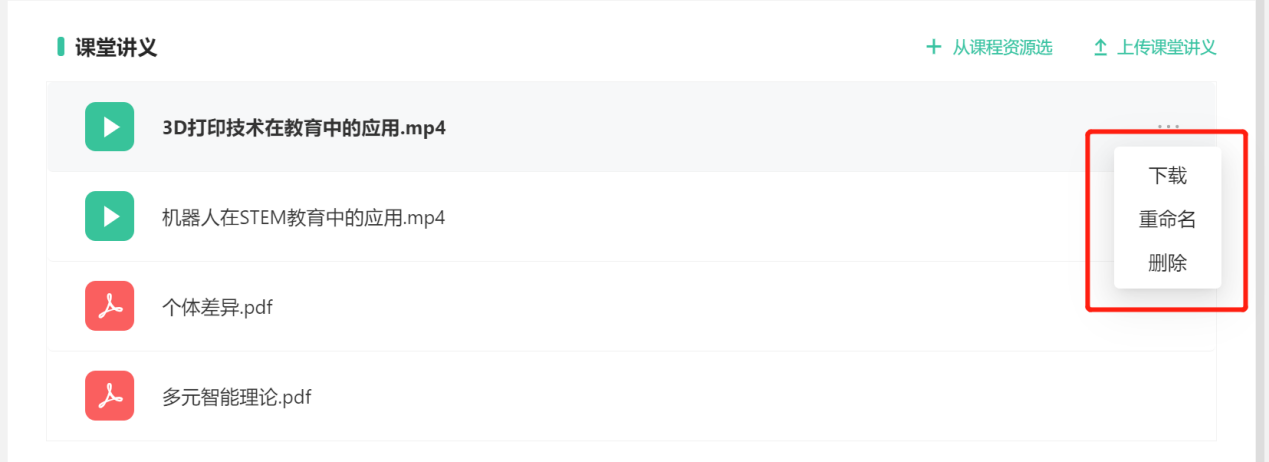 课堂讲义
从课程资源选
上传课堂讲义
3D打印技术在教育中的应用.mp4
下载
重命名
机器人在STEM教育中的应用.mp4
删除
个体差异.pdf
多元智能理论.pdf